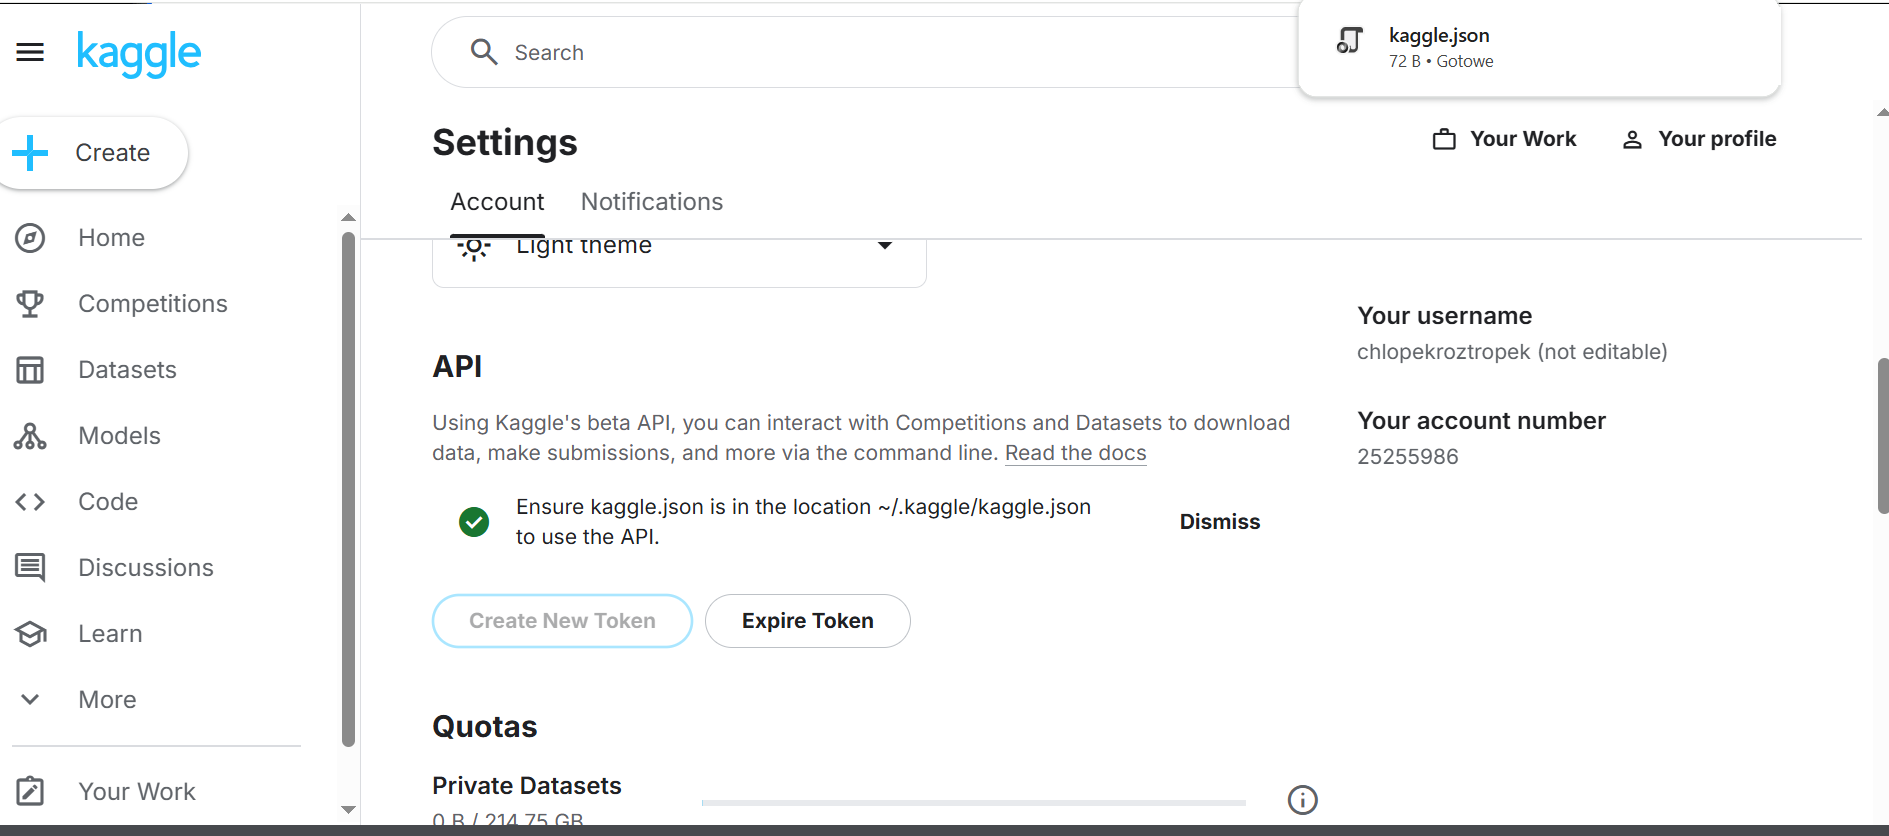 kaggle
Search
kaggle.json
72 B • Gotowe
Create
Settings
Your Work
Your profile
Account
Notifications
Home
Competitions
Datasets
Models
Code
Discussions
Learn
More
Your Work
Light theme
API
Using Kaggle's beta API, you can interact with Competitions and Datasets to download
data, make submissions, and more via the command line. Read the docs
Ensure kaggle.json is in the location ~/.kaggle/kaggle.json
to use the API.
Dismiss
Create New Token
Expire Token
Quotas
Private Datasets
0 B / 214.75 GB
Your username
chlopekroztropek (not editable)
Your account number
25255986